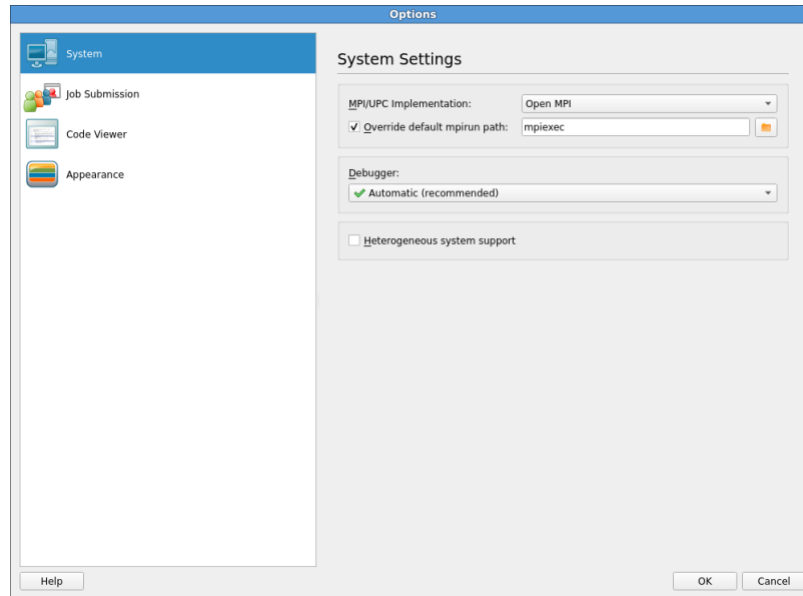 Options
System
Job Submission
Code Viewer
Appearance
System Settings
MPI/UPC Implementation: Open MPI
Override default mpirun path: mpiexec
Debugger:
Automatic (recommended)
Heterogeneous system support
Help OK Cancel